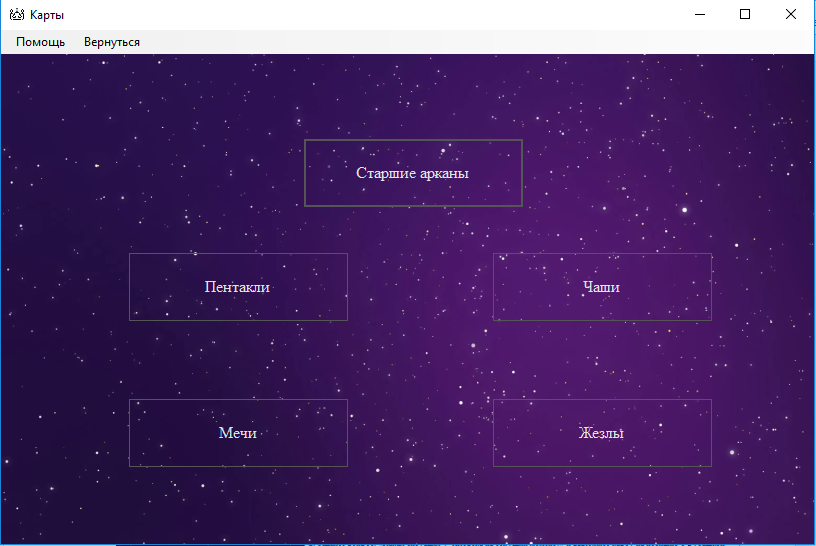 Карты
Помощь Вернуться
Старшие арканы
Пентакли Чаши
Мечи Жезлы